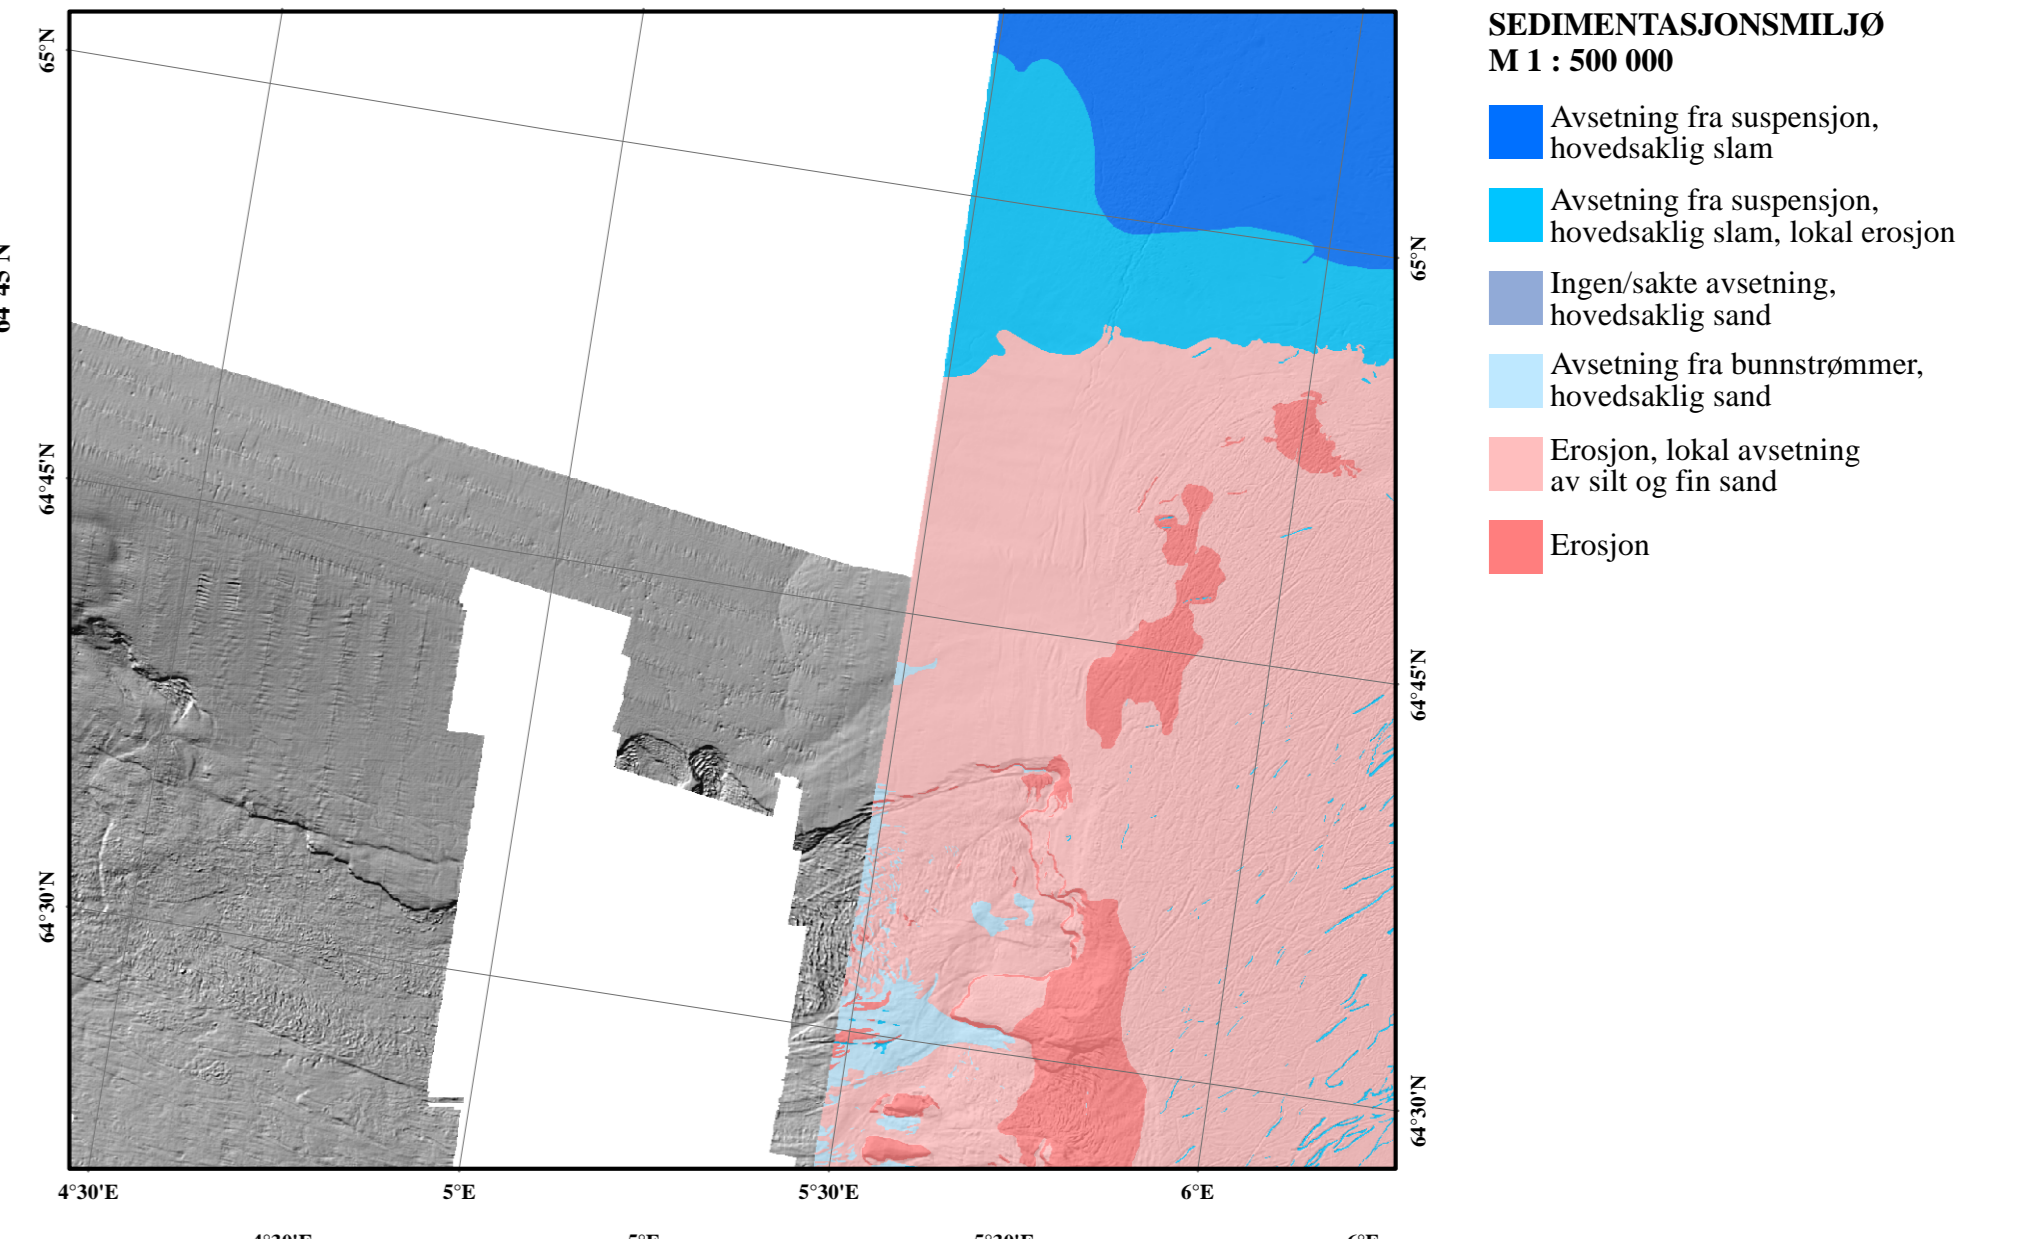 SEDIMENTASJONSMILJØ
M 1 : 500 000
Avsetning fra suspensjon,
hovedsaklig slam
Avsetning fra suspensjon,
hovedsaklig slam, lokal erosjon
Ingen/sakte avsetning,
hovedsaklig sand
Avsetning fra bunnstrømmer,
hovedsaklig sand
Erosjon, lokal avsetning
av silt og fin sand
Erosjon
65°N
64°45'N
64°30'N
65°N
64°45'N
64°30'N
4°30'E
5°E
5°30'E
6°E